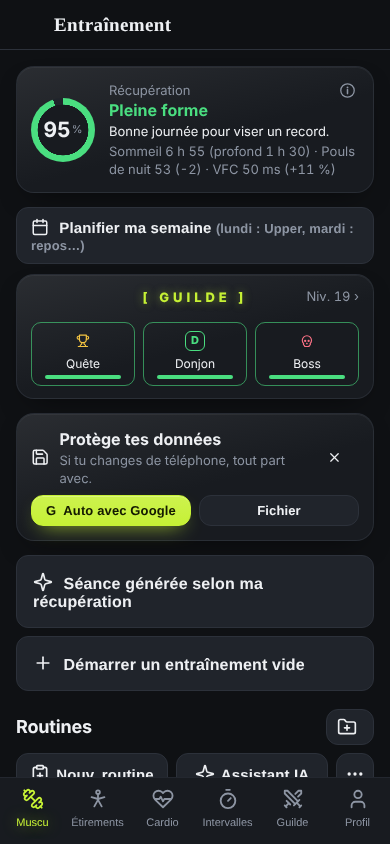 Entraînement
Récupération
95 %
Pleine forme
Bonne journée pour viser un record.
Sommeil 6 h 55 (profond 1 h 30) · Pouls
de nuit 53 (-2) · VFC 50 ms (+11 %)
Planifier ma semaine (lundi : Upper, mardi :
repos…)
[ GUILDE ]
Niv. 19 ›
D
Quête
Donjon
Boss
Protège tes données
Si tu changes de téléphone, tout part
avec.
G Auto avec Google
Fichier
Séance générée selon ma
récupération
Démarrer un entraînement vide
Routines
Nouv. routine
Assistant IA
Muscu
Étirements
Cardio
Intervalles
Guilde
Profil